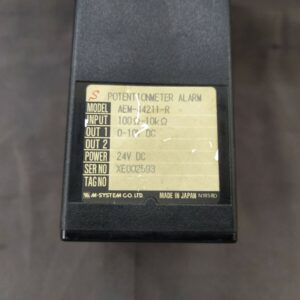 S POTENTIOMETER ALARM
MODEL AEM-14211-R
INPUT 100Ω-10kΩ
OUT 1 0-10V DC
OUT 2
POWER 24V DC
SER NO XE002593
TAG NO
M-SYSTEM CO. LTD. MADE IN JAPAN